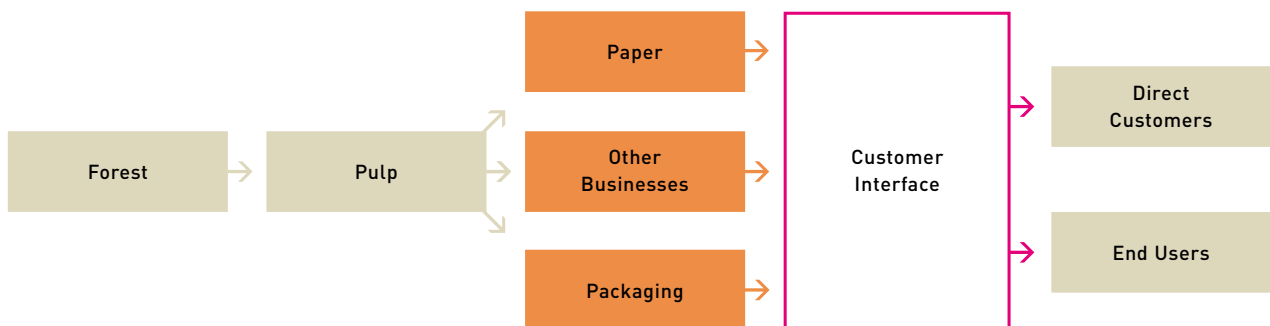 Forest
Pulp
Paper
Other
Businesses
Packaging
Customer
Interface
Direct
Customers
End Users